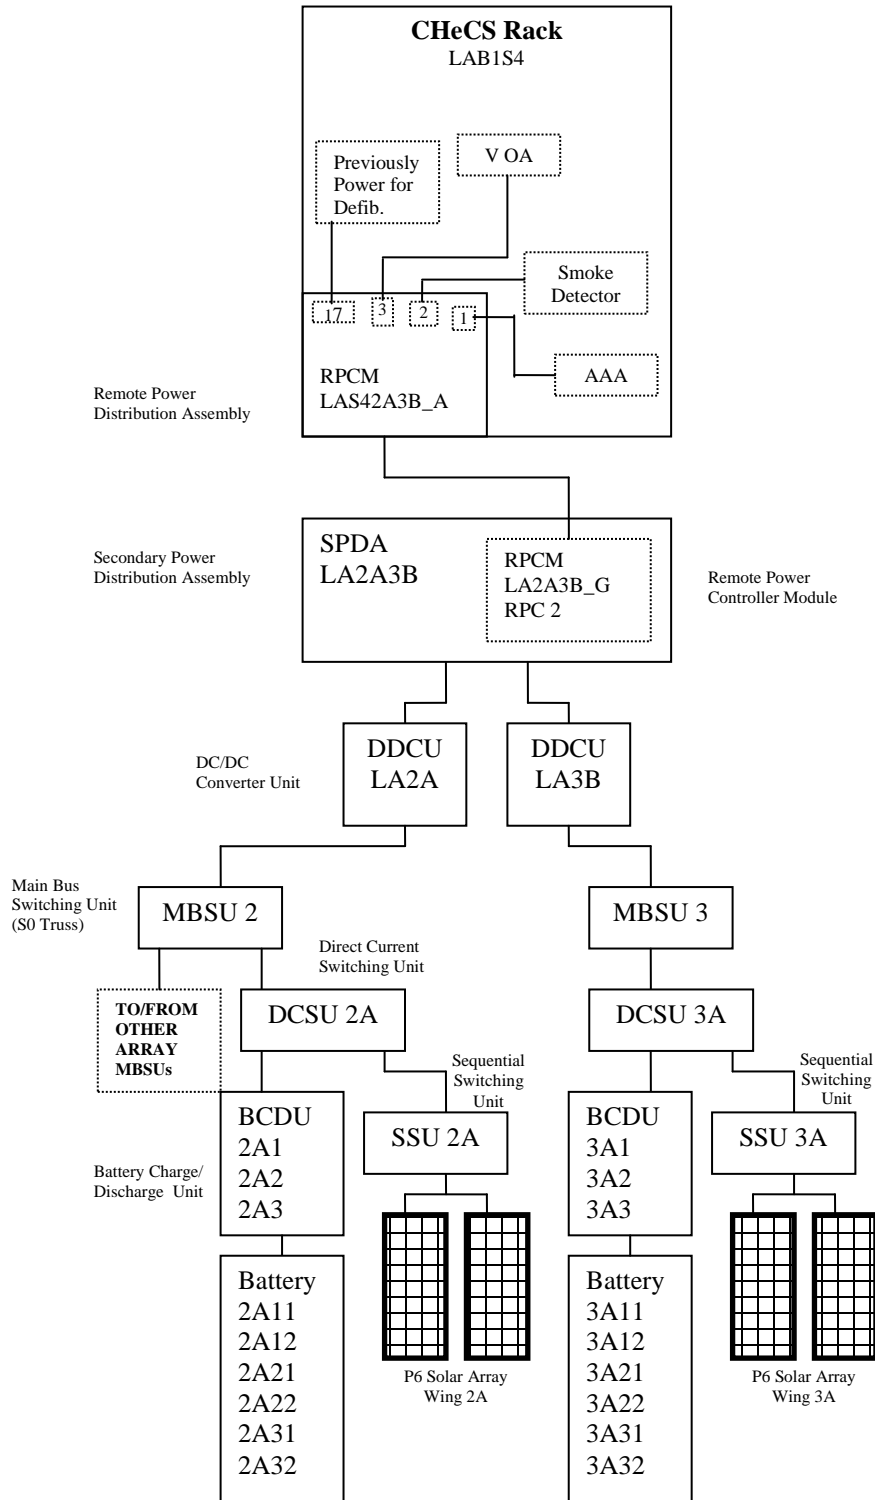 CHeCS Rack
LAB1S4
Previously
Power for
Defib.
V OA
Smoke
Detector
17
3
2
1
AAA
RPCM
LAS42A3B_A
Remote Power
Distribution Assembly
Secondary Power
Distribution Assembly
SPDA
LA2A3B
RPCM
LA2A3B_G
RPC 2
Remote Power
Controller Module
DC/DC
Converter Unit
DDCU
LA2A
DDCU
LA3B
Main Bus
Switching Unit
(S0 Truss)
MBSU 2
MBSU 3
Direct Current
Switching Unit
TO/FROM
OTHER
ARRAY
MBSUs
DCSU 2A
DCSU 3A
Sequential
Switching
Unit
Sequential
Switching
Unit
Battery Charge/
Discharge Unit
BCDU
2A1
2A2
2A3
SSU 2A
BCDU
3A1
3A2
3A3
SSU 3A
Battery
2A11
2A12
2A21
2A22
2A31
2A32
P6 Solar Array
Wing 2A
Battery
3A11
3A12
3A21
3A22
3A31
3A32
P6 Solar Array
Wing 3A